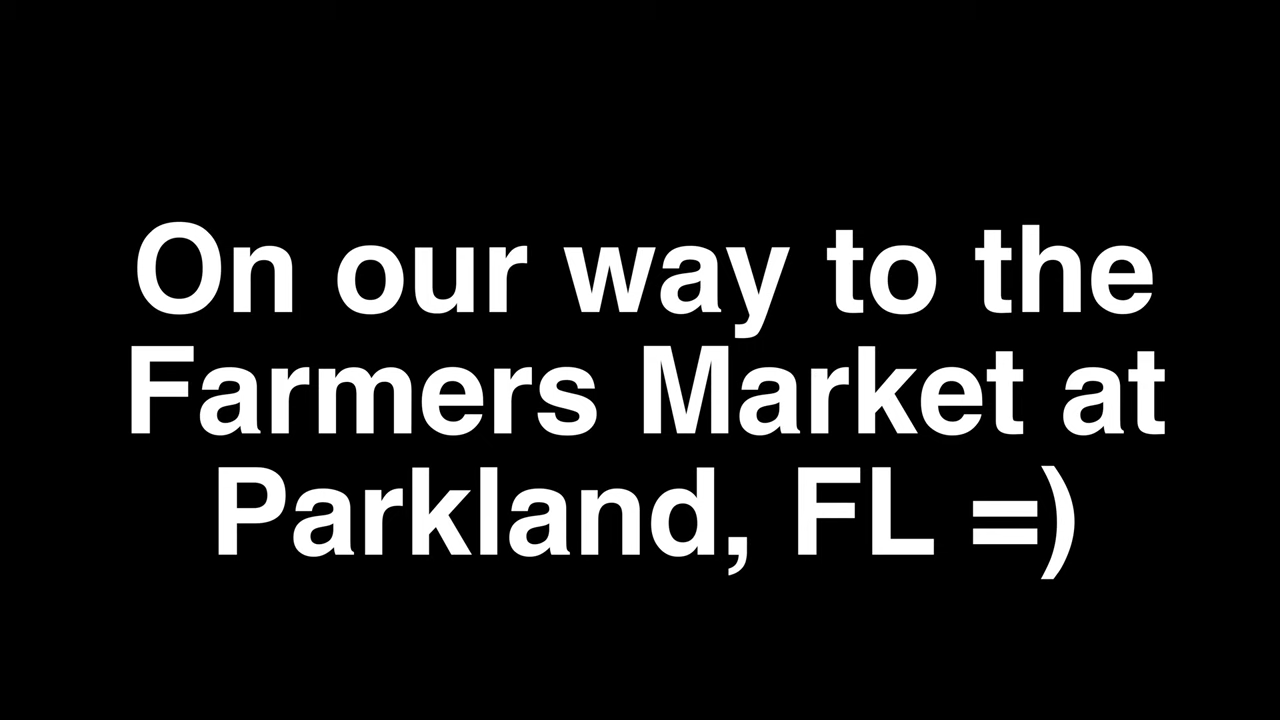 On our way to the
Farmers Market at
Parkland, FL =)